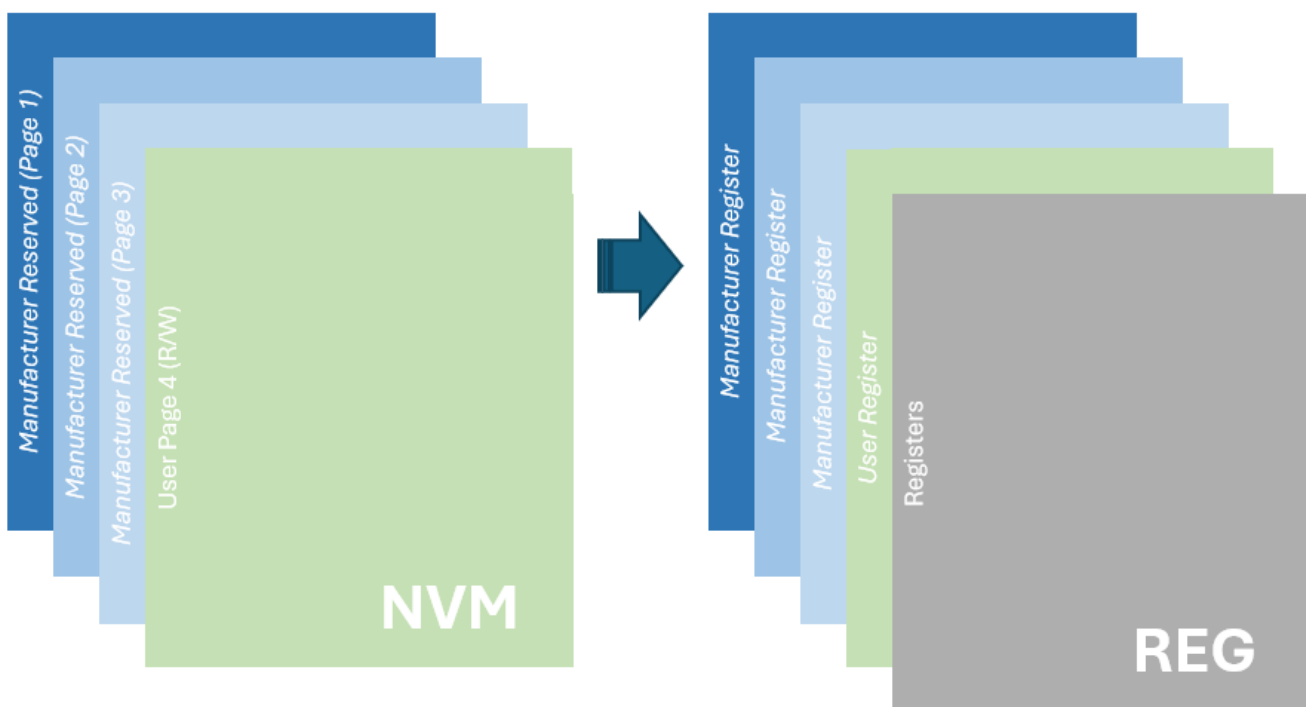 Manufacturer Reserved (Page 1)
Manufacturer Reserved (Page 2)
Manufacturer Reserved (Page 3)
User Page 4 (R/W)
NVM
Manufacturer Register
Manufacturer Register
Manufacturer Register
User Register
Registers
REG